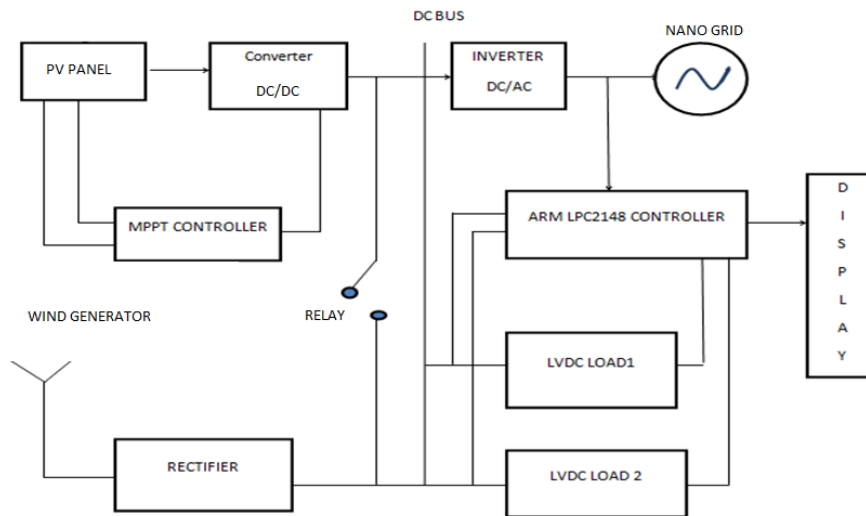 DC BUS
NANO GRID
PV PANEL
Converter
DC/DC
INVERTER
DC/AC
MPPT CONTROLLER
ARM LPC2148 CONTROLLER
D
I
S
P
L
A
Y
WIND GENERATOR
RELAY
LVDC LOAD1
RECTIFIER
LVDC LOAD 2